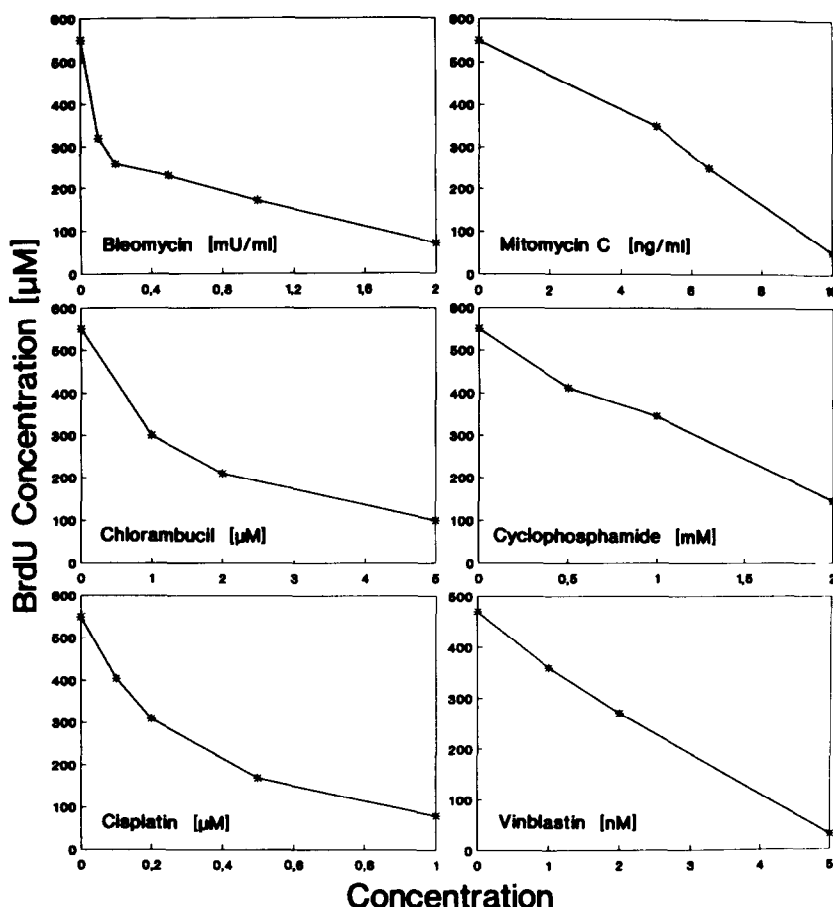 BrdU Concentration [µM]
600
500
400
300
200
100
0
Bleomycin [mU/ml]
0 0,4 0,8 1,2 1,6 2
600
500
400
300
200
100
0
Mitomycin C [ng/ml]
0 2 4 6 8 10
600
500
400
300
200
100
0
Chlorambucil [µM]
0 1 2 3 4 5
600
500
400
300
200
100
0
Cyclophosphamide [mM]
0 0,5 1 1,5 2
600
500
400
300
200
100
0
Cisplatin [µM]
0 0,2 0,4 0,6 0,8 1
500
400
300
200
100
0
Vinblastin [nM]
0 1 2 3 4 5
Concentration